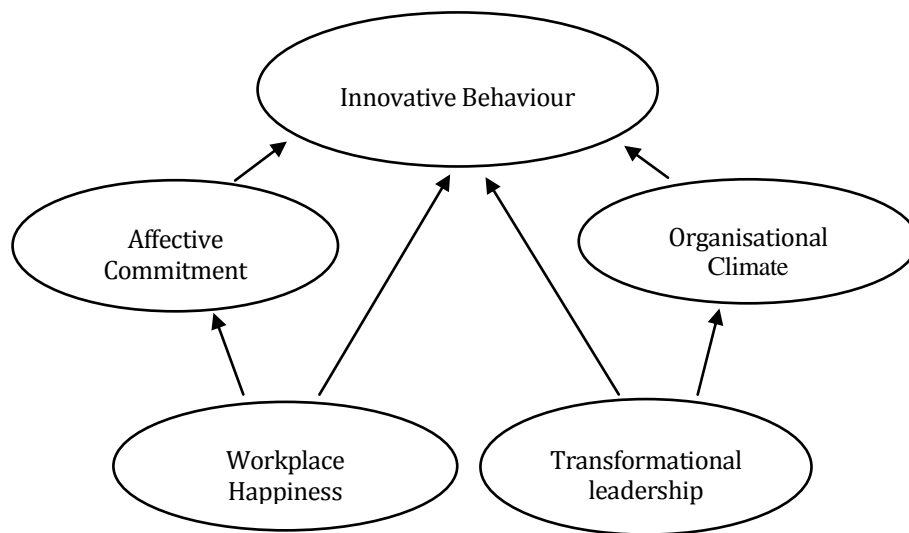 Innovative Behaviour
Affective
Commitment
Organisational
Climate
Workplace
Happiness
Transformational
leadership